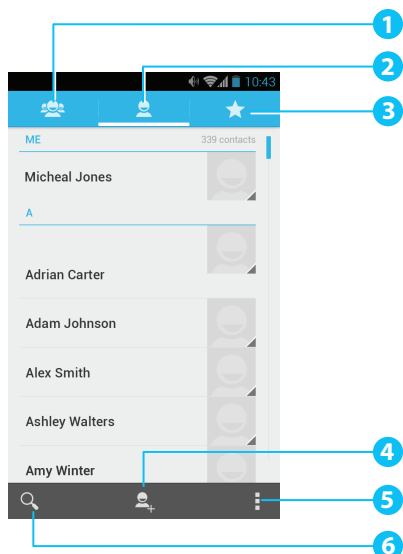 1
2
10:43
3
ME 339 contacts
Micheal Jones
A
Adrian Carter
Adam Johnson
Alex Smith
Ashley Walters
Amy Winter
4
5
6